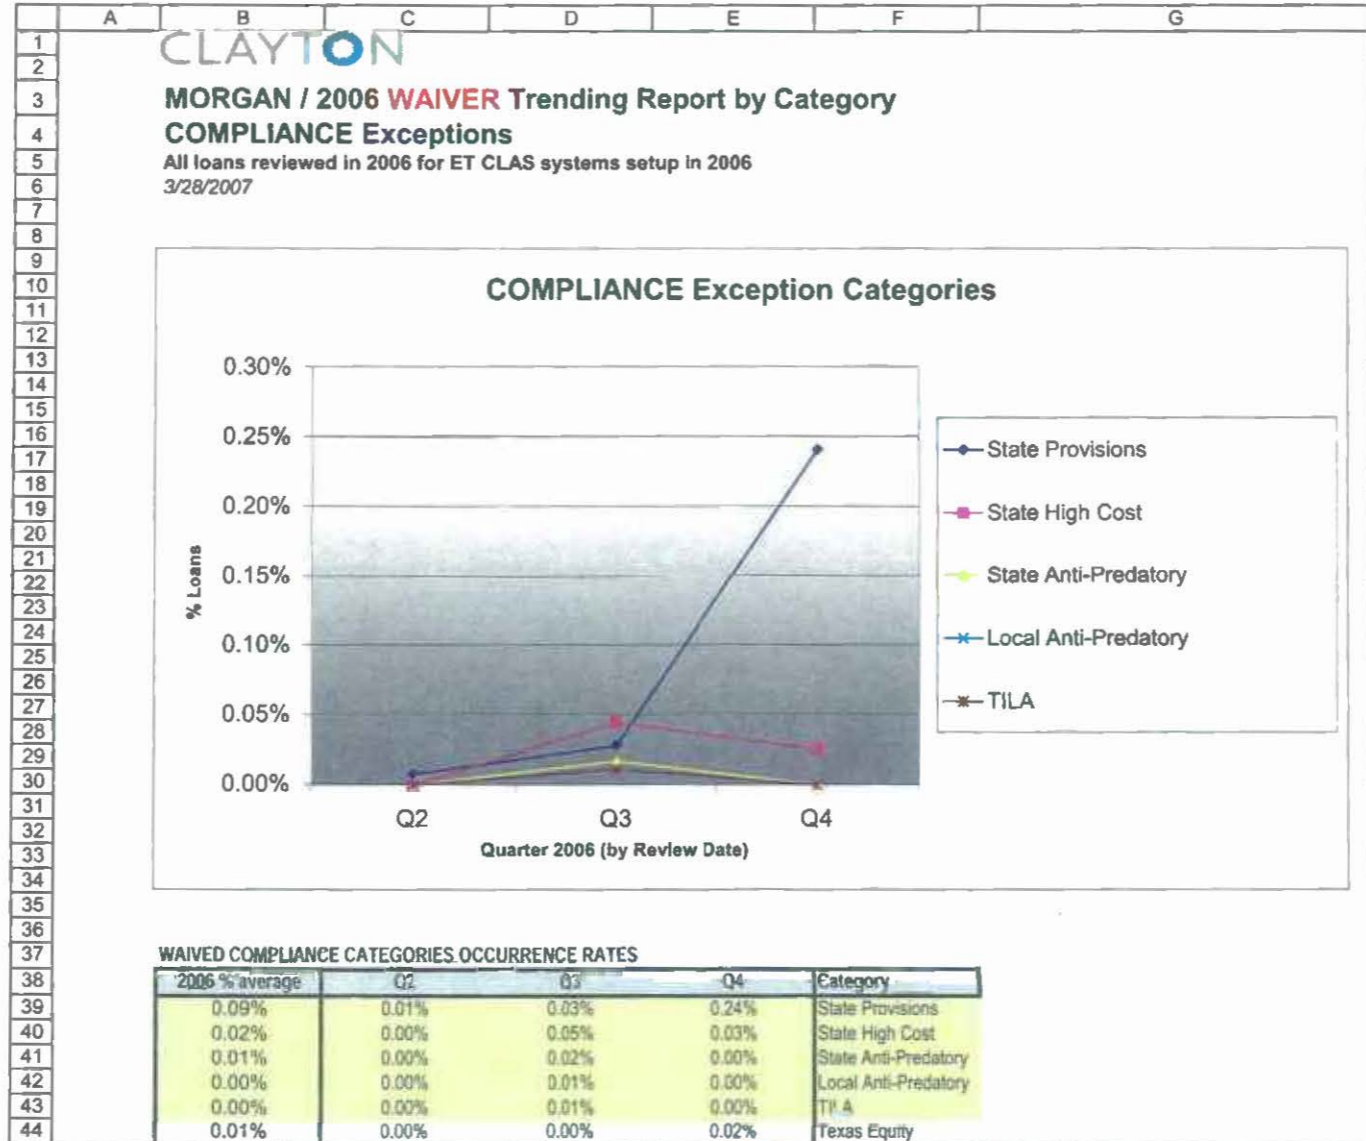 A B C D E F G
1
2 CLAYTON
3 MORGAN / 2006 WAIVER Trending Report by Category
4 COMPLIANCE Exceptions
5 All loans reviewed in 2006 for ET CLAS systems setup in 2006
6 3/28/2007
7
8
9
10 COMPLIANCE Exception Categories
11
12
13 0.30%
14
15
16 0.25%
17 State Provisions
18
19 0.20% State High Cost
20
21
22 0.15% State Anti-Predatory
23 % Loans
24 Local Anti-Predatory
25 0.10%
26
27 TILA
28 0.05%
29
30 0.00%
31
32 Q2 Q3 Q4
33 Quarter 2006 (by Review Date)
34
35
36
37 WAIVED COMPLIANCE CATEGORIES OCCURRENCE RATES
38 2006 % average Q2 Q3 Q4 Category
39 0.09% 0.01% 0.03% 0.24% State Provisions
40 0.02% 0.00% 0.05% 0.03% State High Cost
41 0.01% 0.00% 0.02% 0.00% State Anti-Predatory
42 0.00% 0.00% 0.01% 0.00% Local Anti-Predatory
43 0.00% 0.00% 0.01% 0.00% TILA
44 0.01% 0.00% 0.00% 0.02% Texas Equity